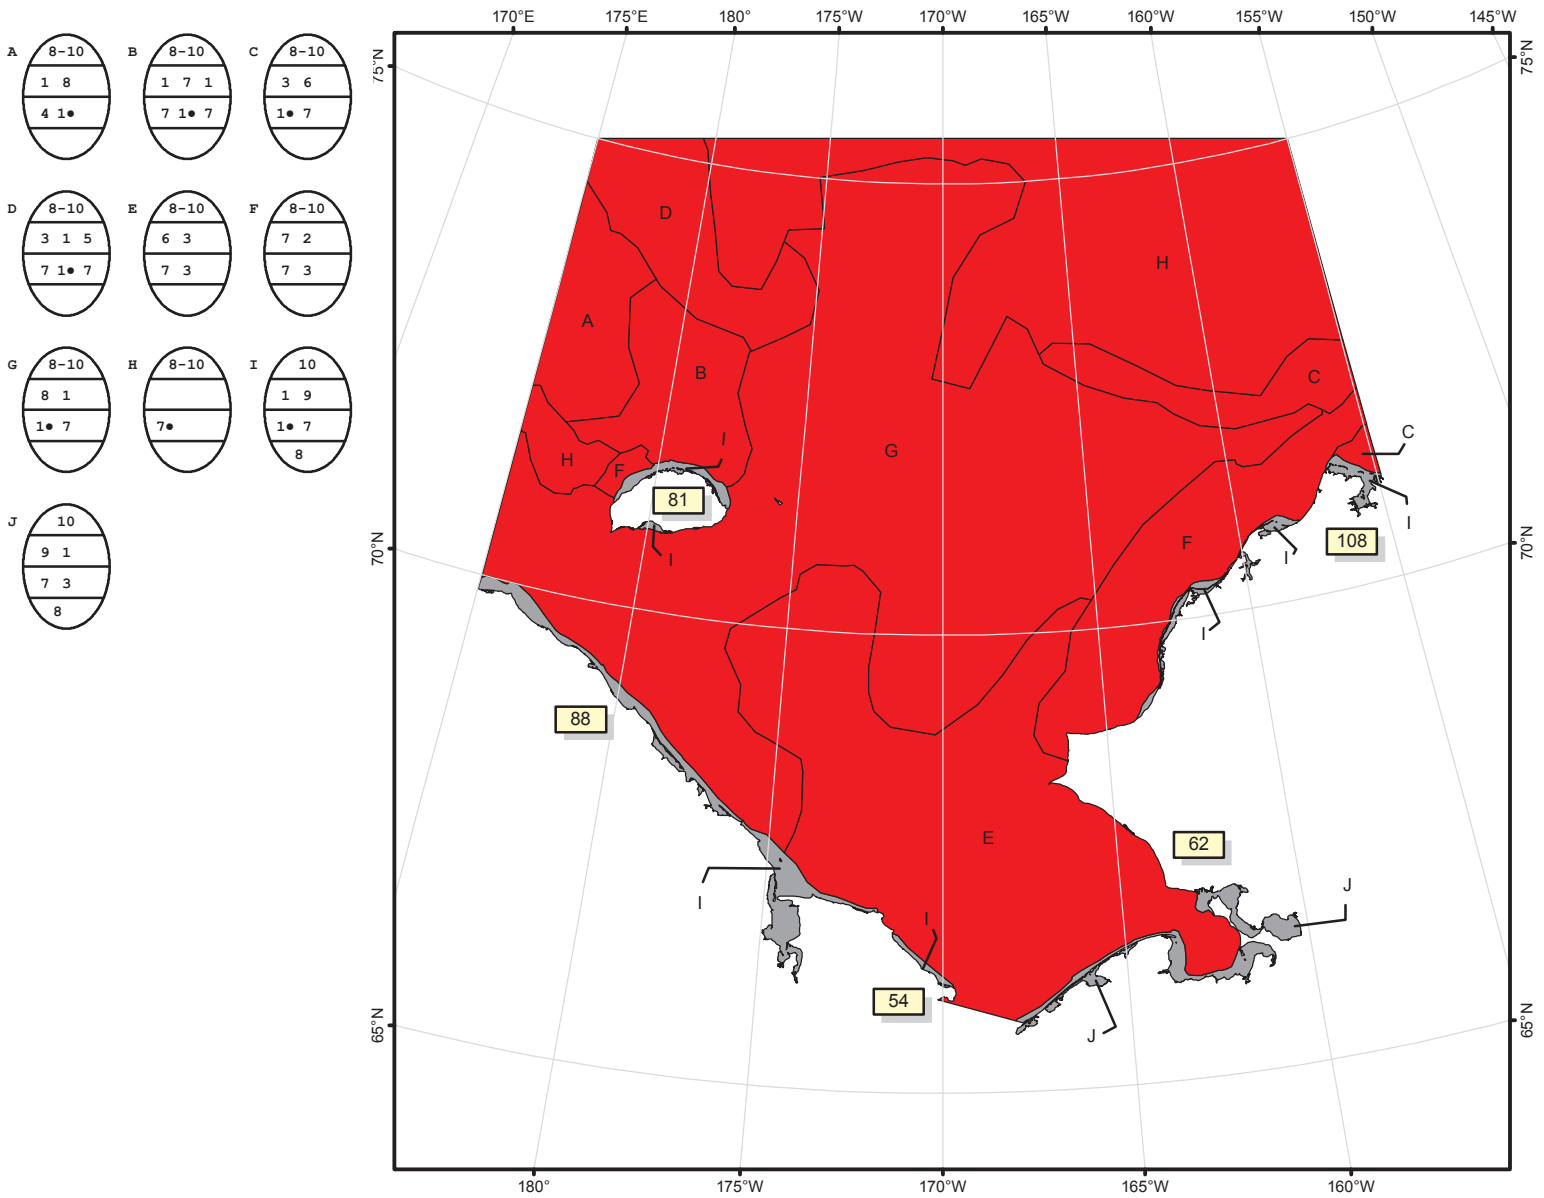 170°E 175°E 180° 175°W 170°W 165°W 160°W 155°W 150°W 145°W
A 8-10
1 8
4 1●
B 8-10
1 7 1
7 1● 7
C 8-10
3 6
1● 7
D 8-10
3 1 5
7 1● 7
E 8-10
6 3
7 3
F 8-10
7 2
7 3
G 8-10
8 1
1● 7
H 8-10
7●
I 10
1 9
1● 7
8
J 10
9 1
7 3
8
75°N 75°N
D
H
A
B
C
C
I
G
H
F
81
I
I
108
F
I
I
70°N 70°N
88
E
62
I
I
J
54
J
65°N 65°N
180° 175°W 170°W 165°W 160°W